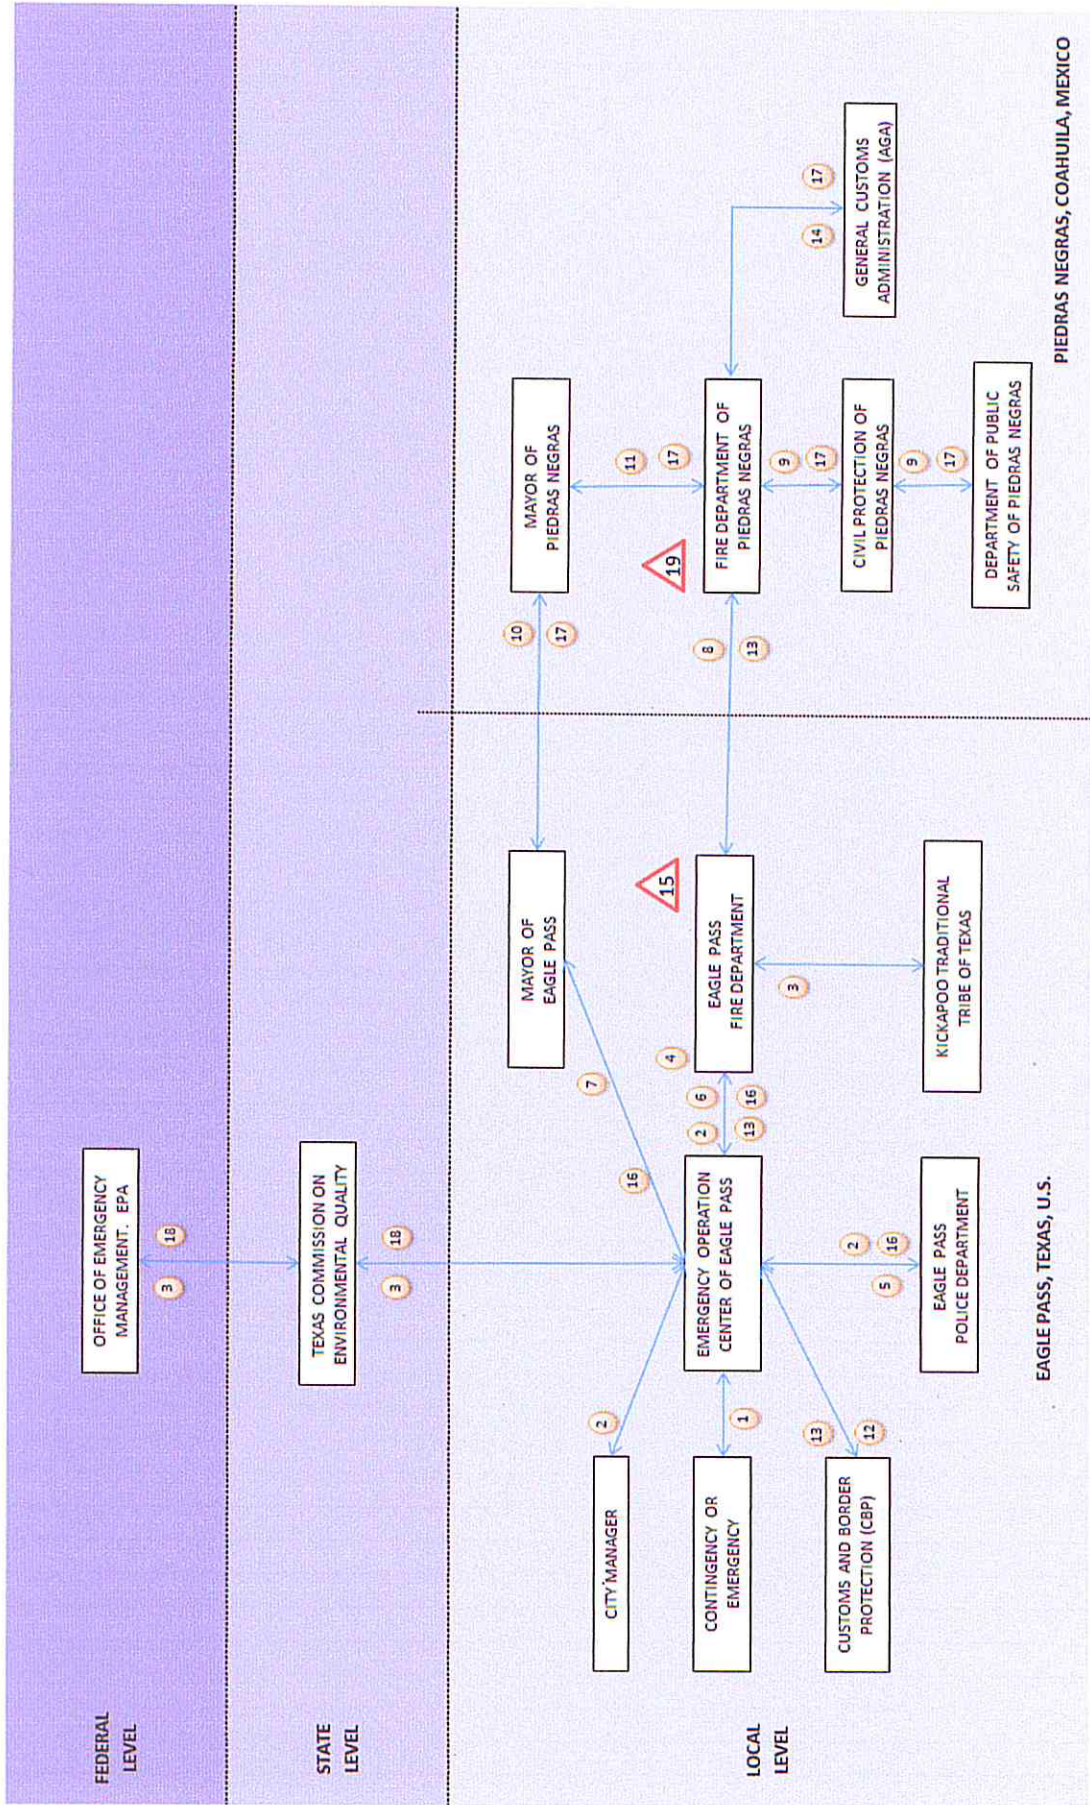 FEDERAL
LEVEL
OFFICE OF EMERGENCY
MANAGEMENT. EPA
3
18
STATE
LEVEL
TEXAS COMMISSION ON
ENVIRONMENTAL QUALITY
3
18
LOCAL
LEVEL
CITY MANAGER
2
CONTINGENCY OR
EMERGENCY
1
CUSTOMS AND BORDER
PROTECTION (CBP)
13
12
EMERGENCY OPERATION
CENTER OF EAGLE PASS
16
7
MAYOR OF
EAGLE PASS
2
6
13
16
4
15
EAGLE PASS
FIRE DEPARTMENT
5
2
16
EAGLE PASS
POLICE DEPARTMENT
3
KICKAPOO TRADITIONAL
TRIBE OF TEXAS
EAGLE PASS, TEXAS, U.S.
10
17
MAYOR OF
PIEDRAS NEGRAS
11
17
8
13
19
FIRE DEPARTMENT OF
PIEDRAS NEGRAS
9
17
CIVIL PROTECTION OF
PIEDRAS NEGRAS
9
17
DEPARTMENT OF PUBLIC
SAFETY OF PIEDRAS NEGRAS
14
17
GENERAL CUSTOMS
ADMINISTRATION (AGA)
PIEDRAS NEGRAS, COAHUILA, MEXICO